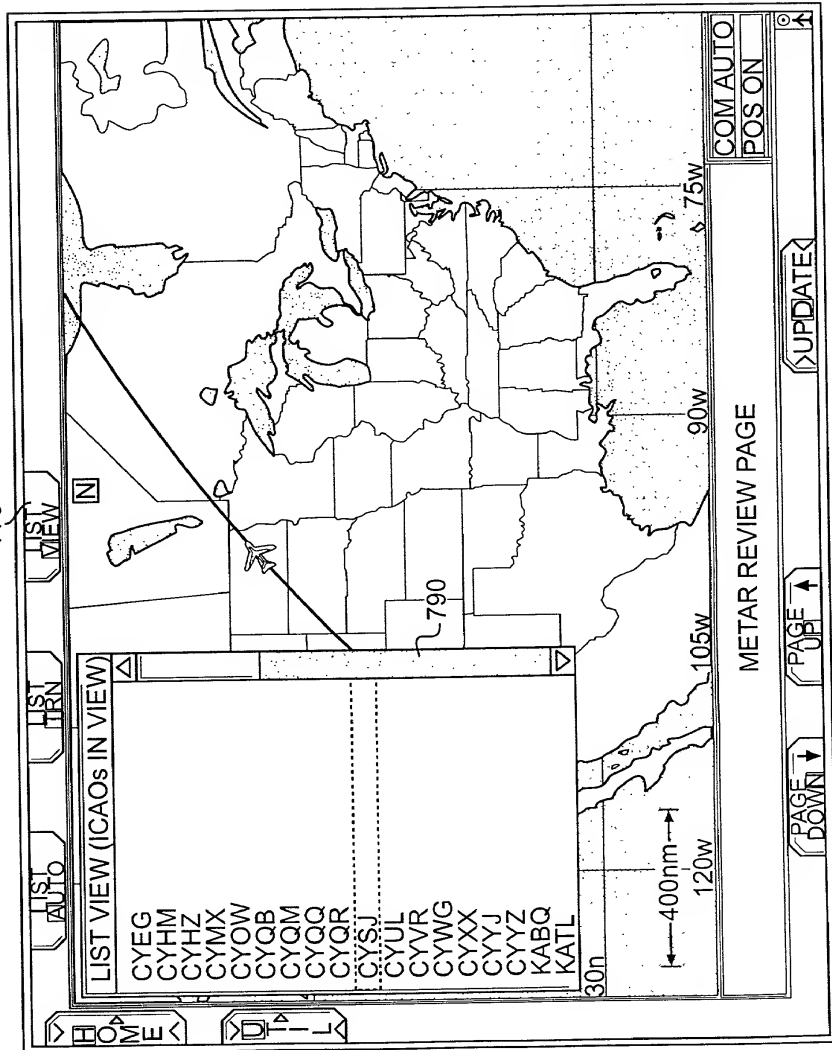 LIST
AUTO
LIST
TRN
LIST
VIEW
HOME
UTIL
LIST VIEW (ICAOs IN VIEW)
N
CYEG
CYHM
CYHZ
CYMX
CYOW
CYQB
CYQM
CYQQ
CYQR
CYSJ
CYUL
CYVR
CYWG
CYXX
CYYJ
CYYZ
KABQ
KATL
790
30n
400nm
120w
105w
90w
75w
METAR REVIEW PAGE
COM AUTO
POS ON
PAGE
DOWN
PAGE
UP
>UPDATE<